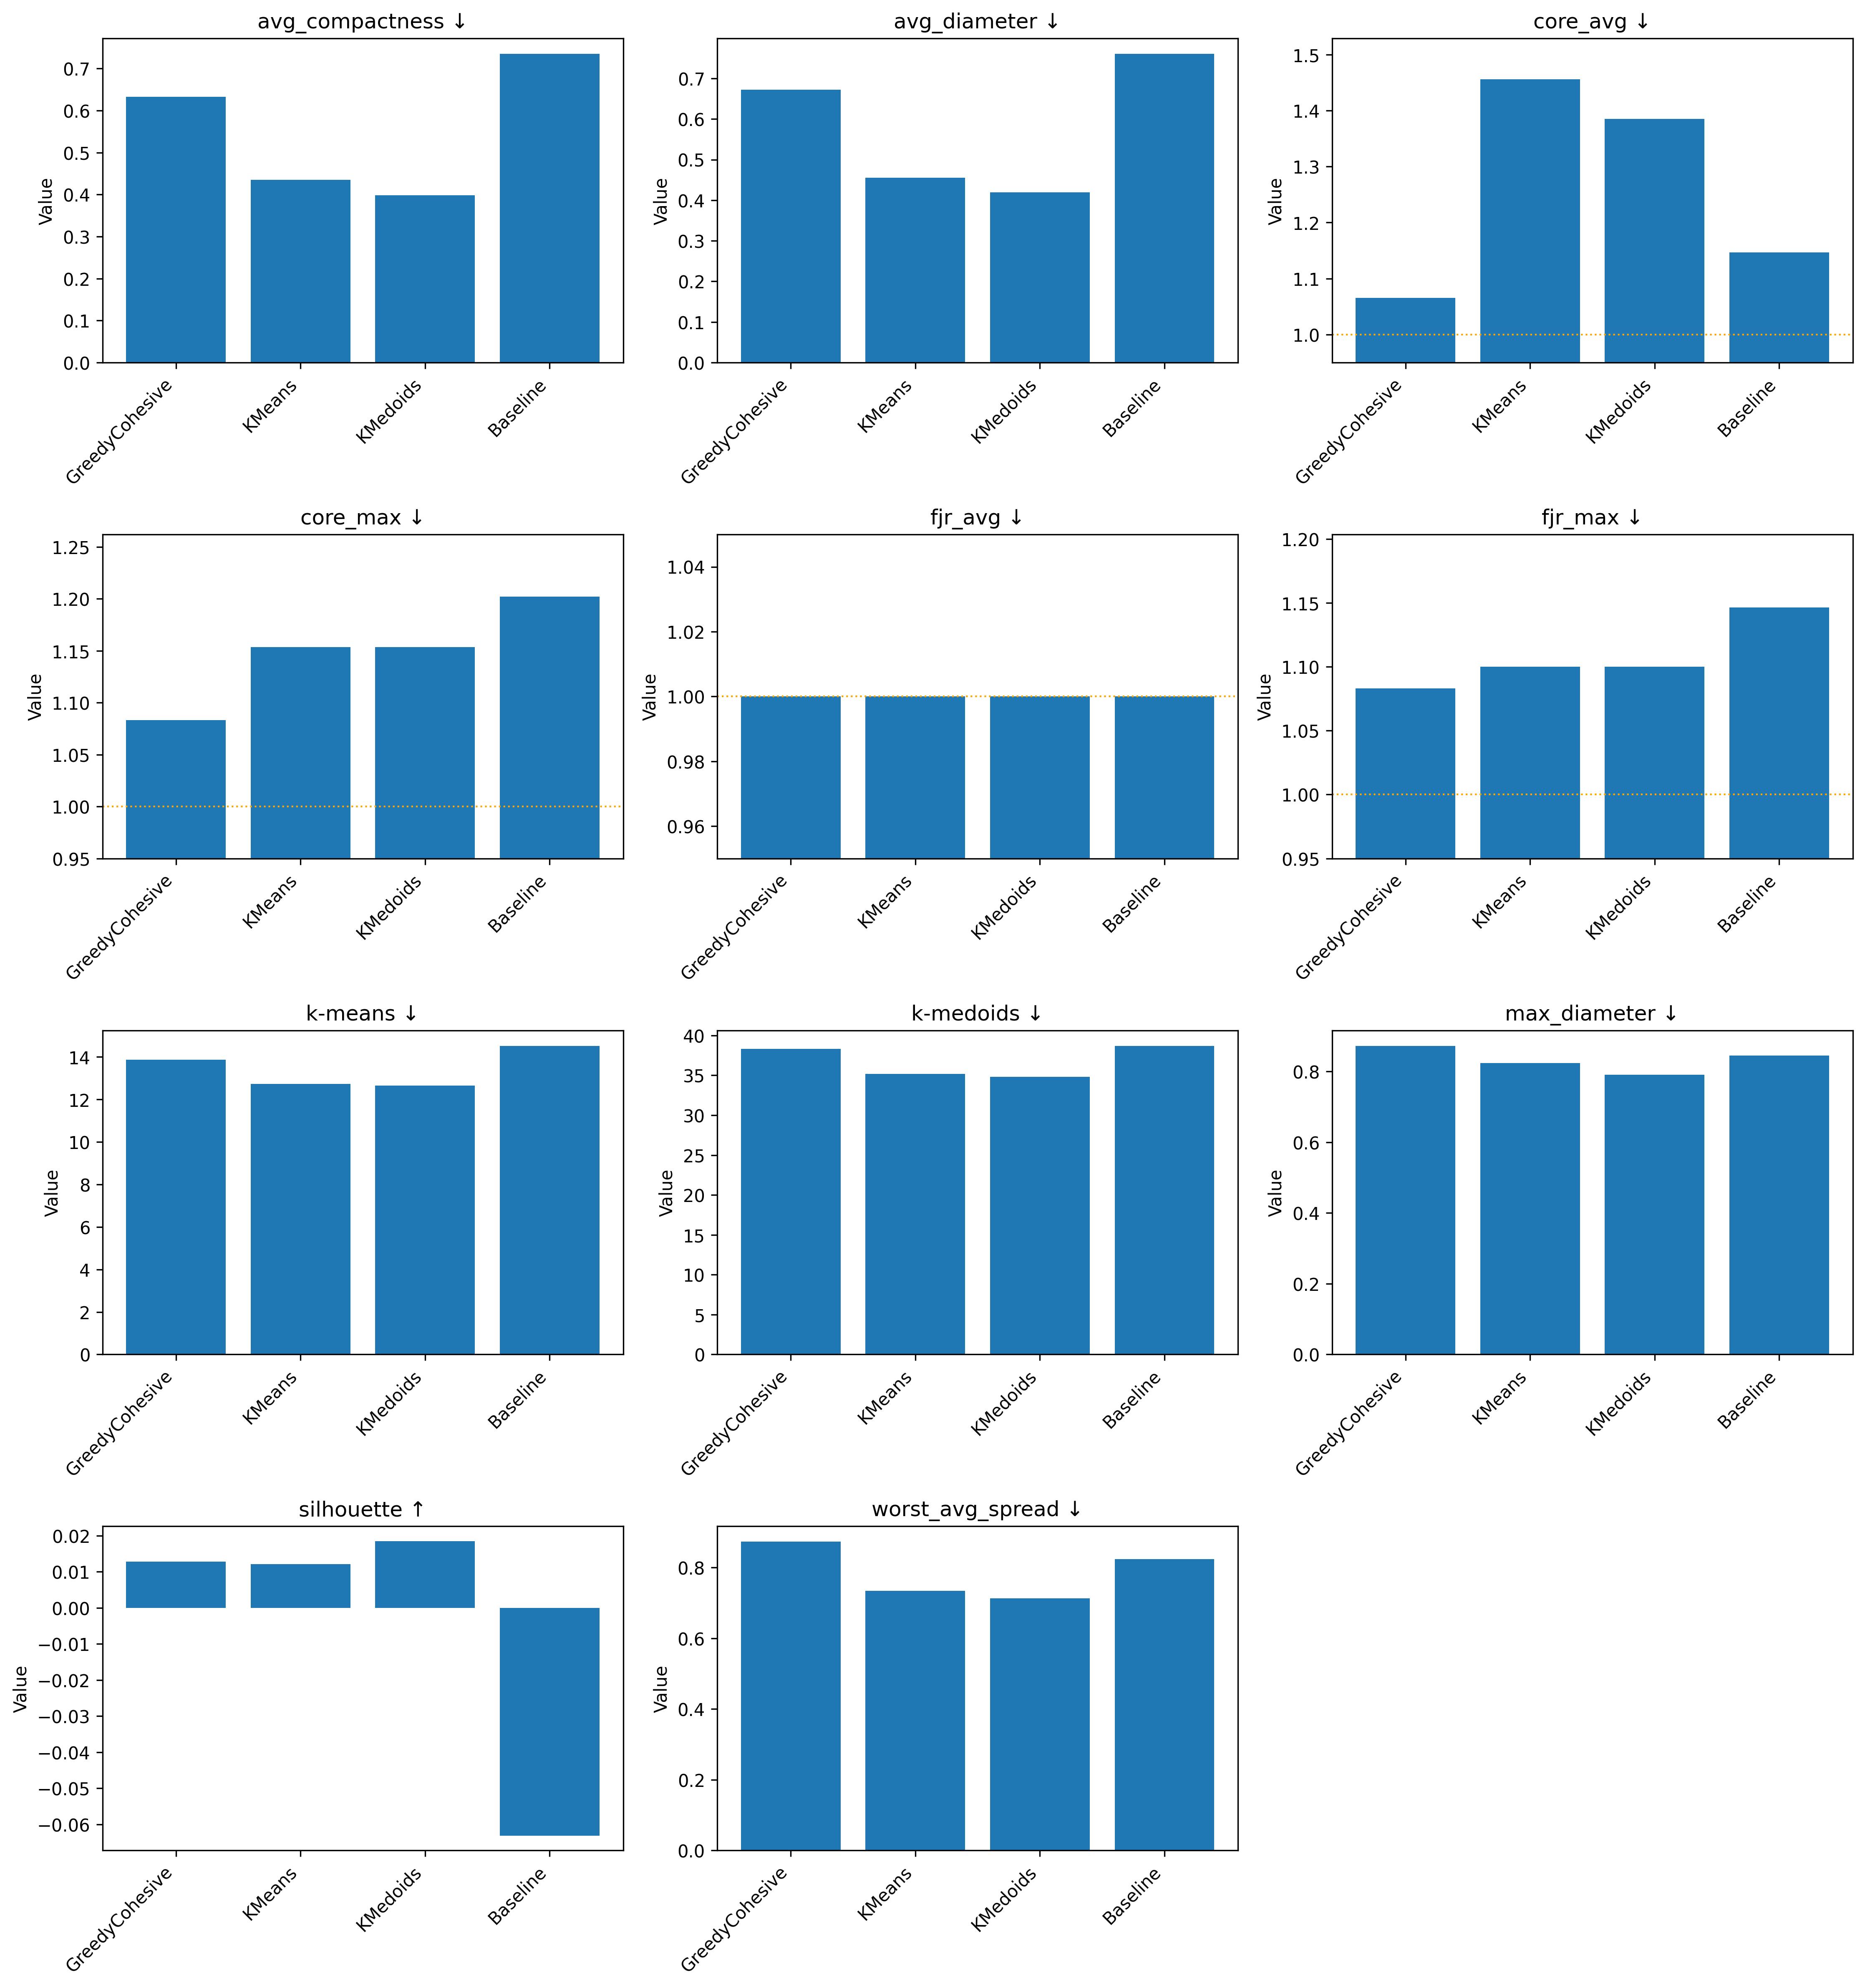 avg_compactness ↓
Value
0.7
0.6
0.5
0.4
0.3
0.2
0.1
0.0
GreedyCohesive
KMeans
KMedoids
Baseline
avg_diameter ↓
Value
0.7
0.6
0.5
0.4
0.3
0.2
0.1
0.0
GreedyCohesive
KMeans
KMedoids
Baseline
core_avg ↓
Value
1.5
1.4
1.3
1.2
1.1
1.0
GreedyCohesive
KMeans
KMedoids
Baseline
core_max ↓
Value
1.25
1.20
1.15
1.10
1.05
1.00
0.95
GreedyCohesive
KMeans
KMedoids
Baseline
fjr_avg ↓
Value
1.04
1.02
1.00
0.98
0.96
GreedyCohesive
KMeans
KMedoids
Baseline
fjr_max ↓
Value
1.20
1.15
1.10
1.05
1.00
0.95
GreedyCohesive
KMeans
KMedoids
Baseline
k-means ↓
Value
14
12
10
8
6
4
2
0
GreedyCohesive
KMeans
KMedoids
Baseline
k-medoids ↓
Value
40
35
30
25
20
15
10
5
0
GreedyCohesive
KMeans
KMedoids
Baseline
max_diameter ↓
Value
0.8
0.6
0.4
0.2
0.0
GreedyCohesive
KMeans
KMedoids
Baseline
silhouette ↑
Value
0.02
0.01
0.00
−0.01
−0.02
−0.03
−0.04
−0.05
−0.06
GreedyCohesive
KMeans
KMedoids
Baseline
worst_avg_spread ↓
Value
0.8
0.6
0.4
0.2
0.0
GreedyCohesive
KMeans
KMedoids
Baseline